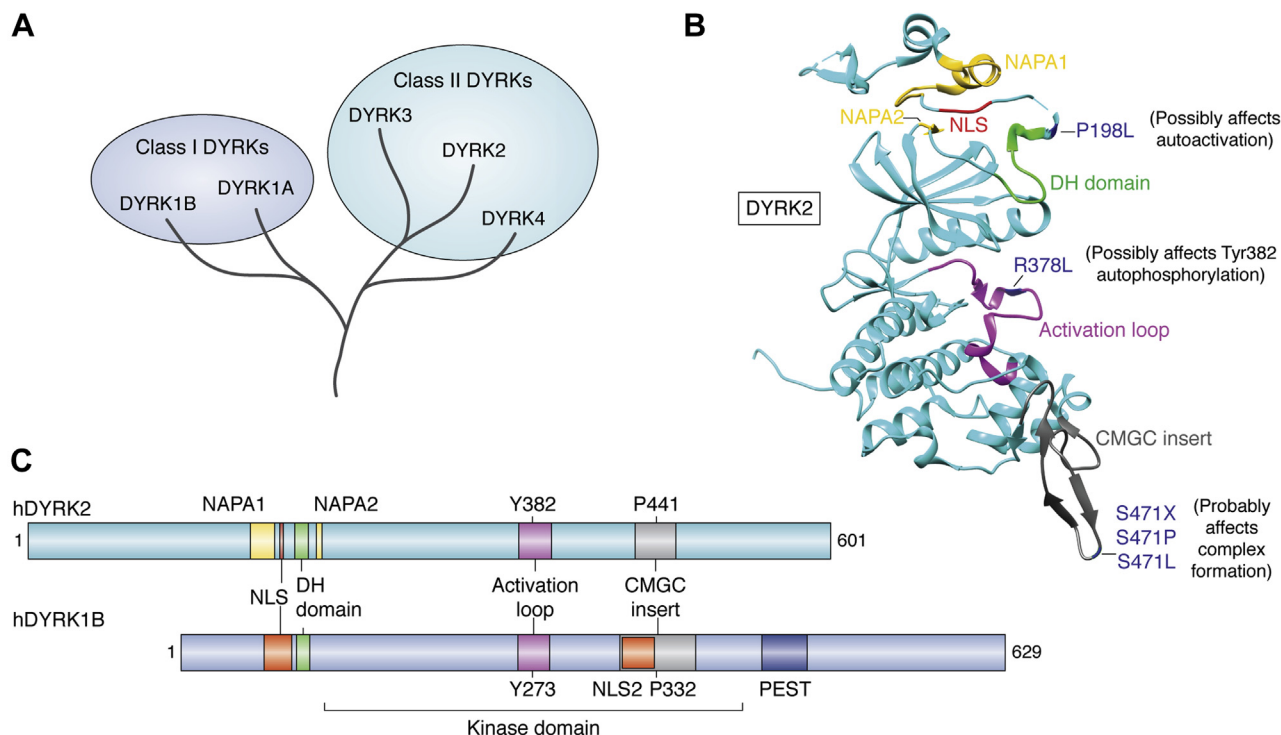 A
Class I DYRKs
DYRK1B
DYRK1A
Class II DYRKs
DYRK3
DYRK2
DYRK4
B
NAPA1
NAPA2
NLS
P198L
(Possibly affects
autoactivation)
DH domain
DYRK2
(Possibly affects Tyr382
autophosphorylation)
R378L
Activation loop
CMGC insert
S471X
S471P
S471L
(Probably
affects
complex
formation)
C
hDYRK2
NAPA1
NAPA2
Y382
P441
1
601
NLS
DH
domain
Activation
loop
CMGC
insert
hDYRK1B
1
629
Y273
NLS2
P332
PEST
Kinase domain